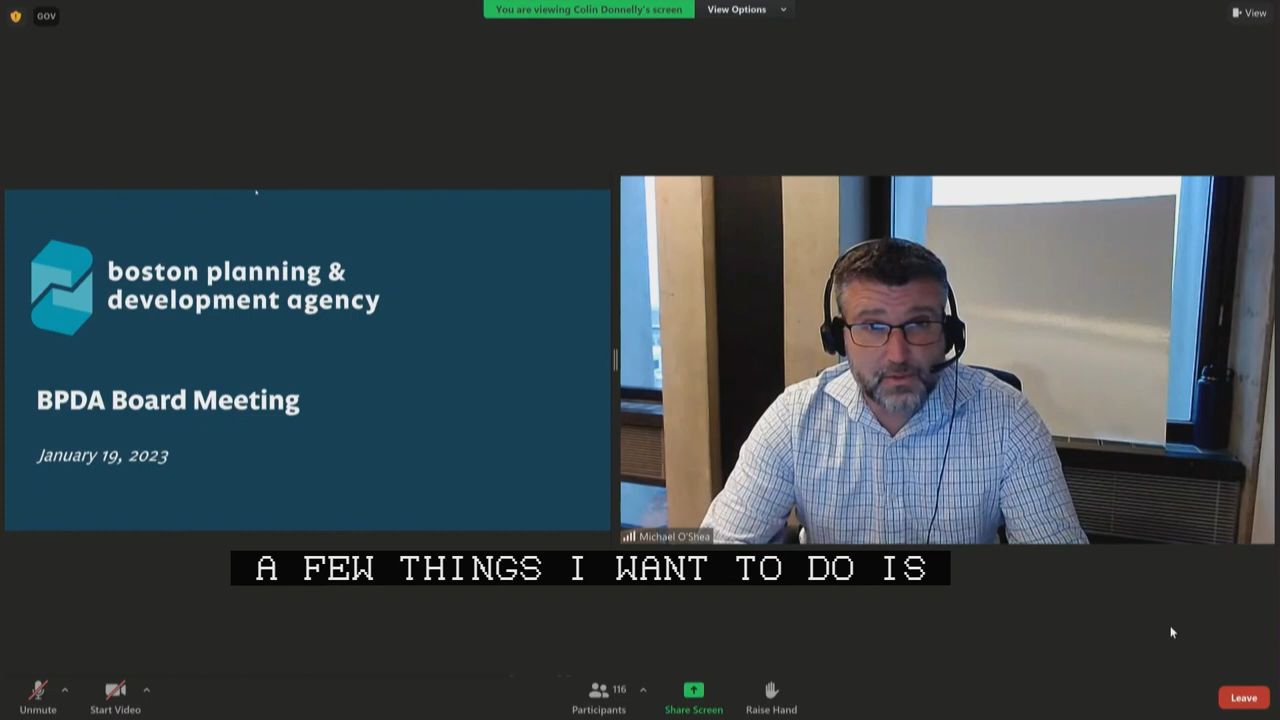 GOV
You are viewing Colin Donnelly's screen
View Options
View
boston planning &
development agency
BPDA Board Meeting
January 19, 2023
Michael O'Shea
A FEW THINGS I WANT TO DO IS
Unmute
Start Video
116
Participants
Share Screen
Raise Hand
Leave